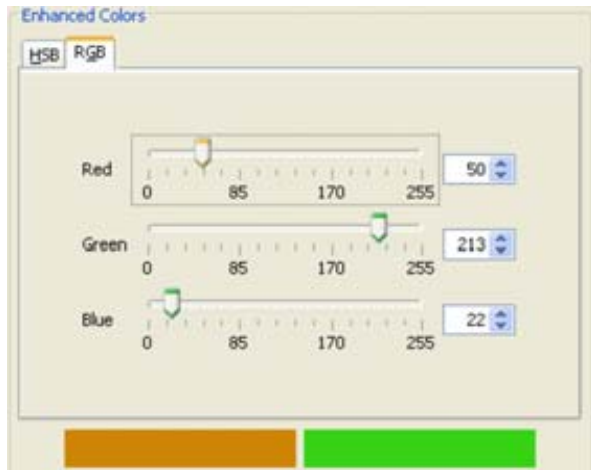 Enhanced Colors
HSB RGB
Red 50
0 85 170 255
Green 213
0 85 170 255
Blue 22
0 85 170 255